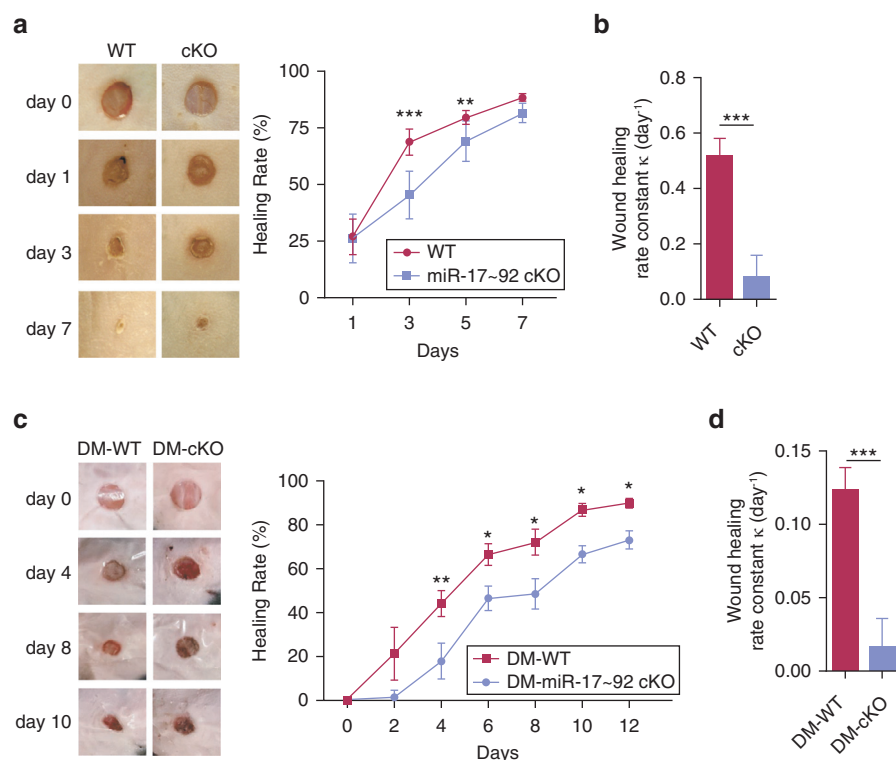 a
WT cKO
day 0
day 1
day 3
day 7
Healing Rate (%)
100
75
50
25
0
***
**
WT
miR-17~92 cKO
1 3 5 7
Days
b
Wound healing
rate constant κ (day⁻¹)
0.8
0.6
0.4
0.2
0.0
***
WT
cKO
c
DM-WT DM-cKO
day 0
day 4
day 8
day 10
Healing Rate (%)
100
80
60
40
20
0
**
*
*
*
*
DM-WT
DM-miR-17~92 cKO
0 2 4 6 8 10 12
Days
d
Wound healing
rate constant κ (day⁻¹)
0.15
0.10
0.05
0.00
***
DM-WT
DM-cKO